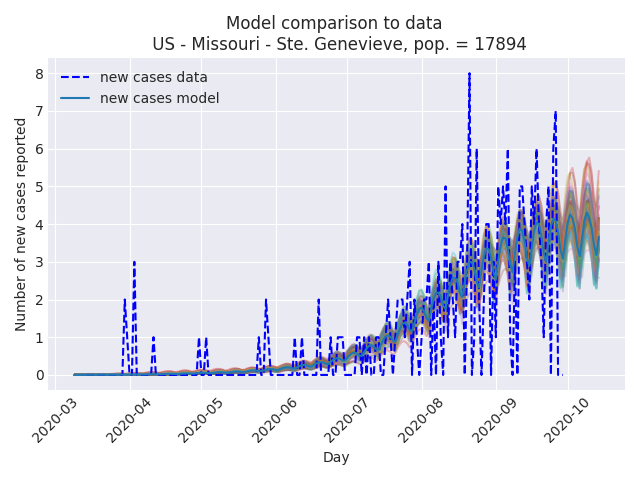 Model comparison to data
US - Missouri - Ste. Genevieve, pop. = 17894
new cases data
new cases model
Number of new cases reported
8
7
6
5
4
3
2
1
0
2020-03
2020-04
2020-05
2020-06
2020-07
2020-08
2020-09
2020-10
Day